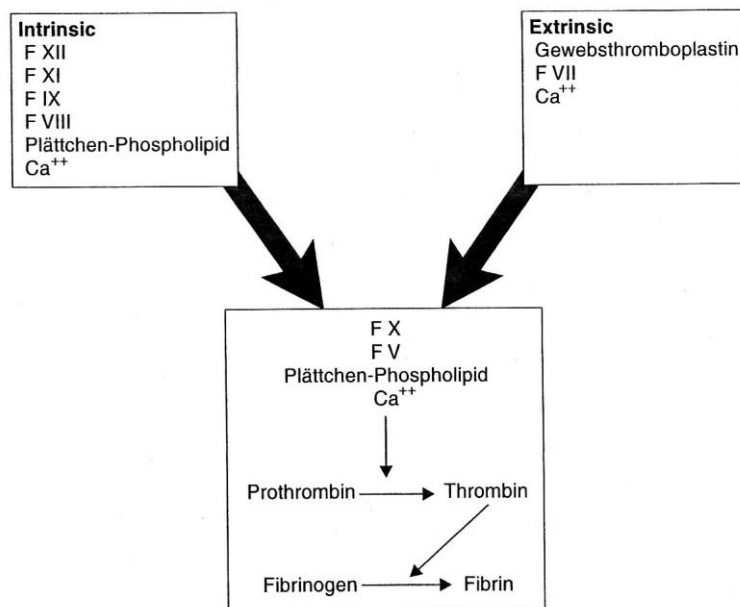 Intrinsic
F XII
F XI
F IX
F VIII
Plättchen-Phospholipid
Ca++
Extrinsic
Gewebsthromboplastin
F VII
Ca++
F X
F V
Plättchen-Phospholipid
Ca++
Prothrombin
Thrombin
Fibrinogen
Fibrin